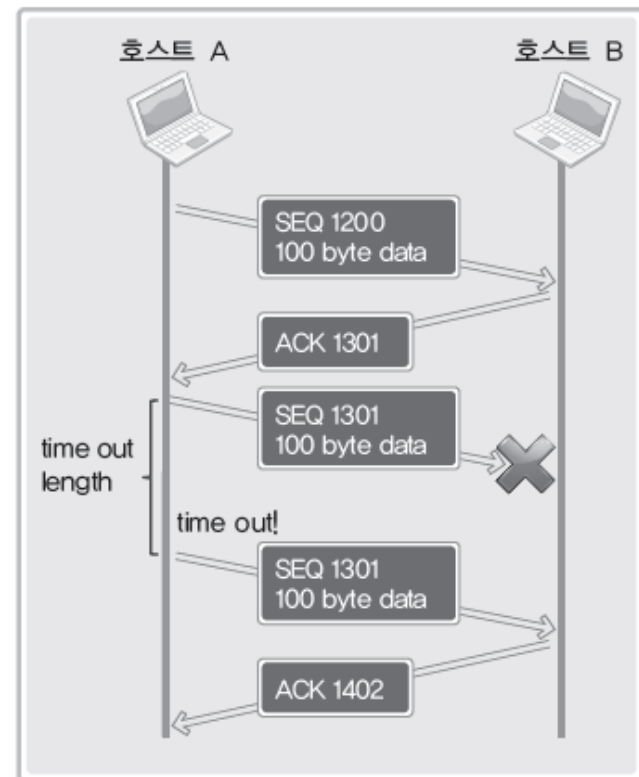 호스트 A
호스트 B
SEQ 1200
100 byte data
ACK 1301
SEQ 1301
100 byte data
time out
length
time out!
SEQ 1301
100 byte data
ACK 1402